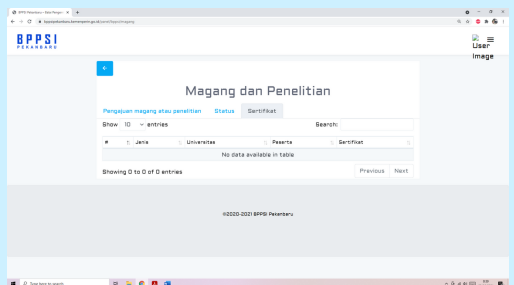 BPPSI
PEKANBARU
User
Image
Magang dan Penelitian
Pengajuan magang atau penelitian Status Sertifikat
Show 10 entries Search:
# Jenis Universitas Peserta Sertifikat
No data available in table
Showing 0 to 0 of 0 entries Previous Next
©2020-2021 BPPSI Pekanbaru
Type here to search